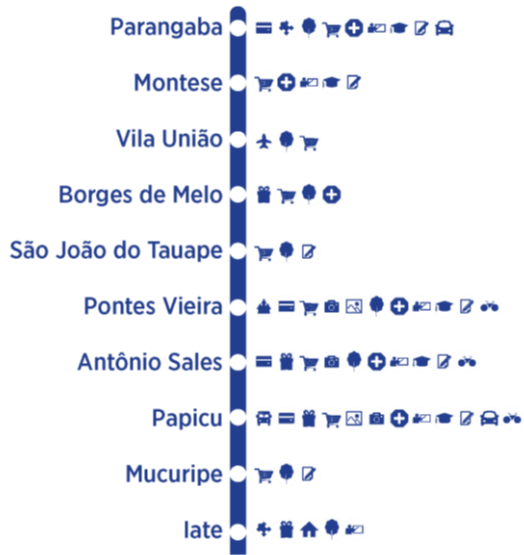 Parangaba
Montese
Vila União
Borges de Melo
São João do Tauape
Pontes Vieira
Antônio Sales
Papicu
Mucuripe
Iate